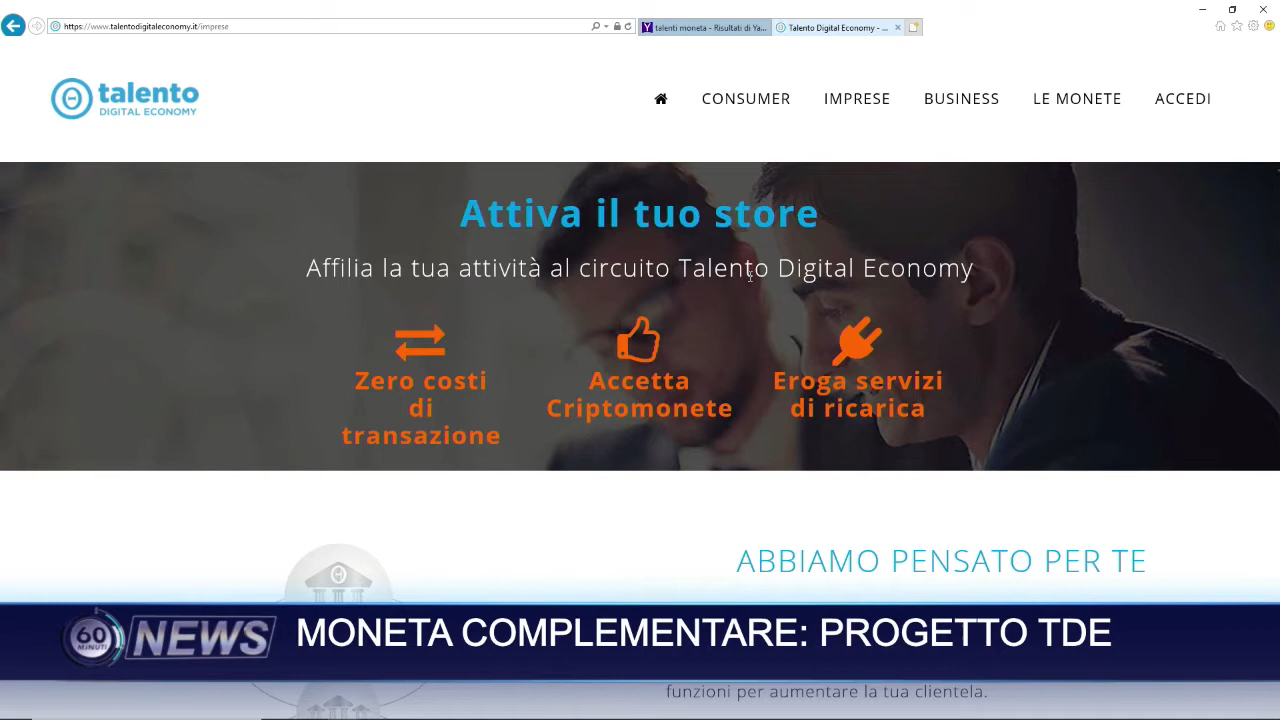 https://www.talentodigitaleconomy.it/imprese
talenti moneta - Risultati di Ya...
Talento Digital Economy - ...
talento
DIGITAL ECONOMY
CONSUMER
IMPRESE
BUSINESS
LE MONETE
ACCEDI
Attiva il tuo store
Affilia la tua attività al circuito Talento Digital Economy
Zero costi
di
transazione
Accetta
Criptomonete
Eroga servizi
di ricarica
ABBIAMO PENSATO PER TE
60
MINUTI
NEWS
MONETA COMPLEMENTARE: PROGETTO TDE
funzioni per aumentare la tua clientela.